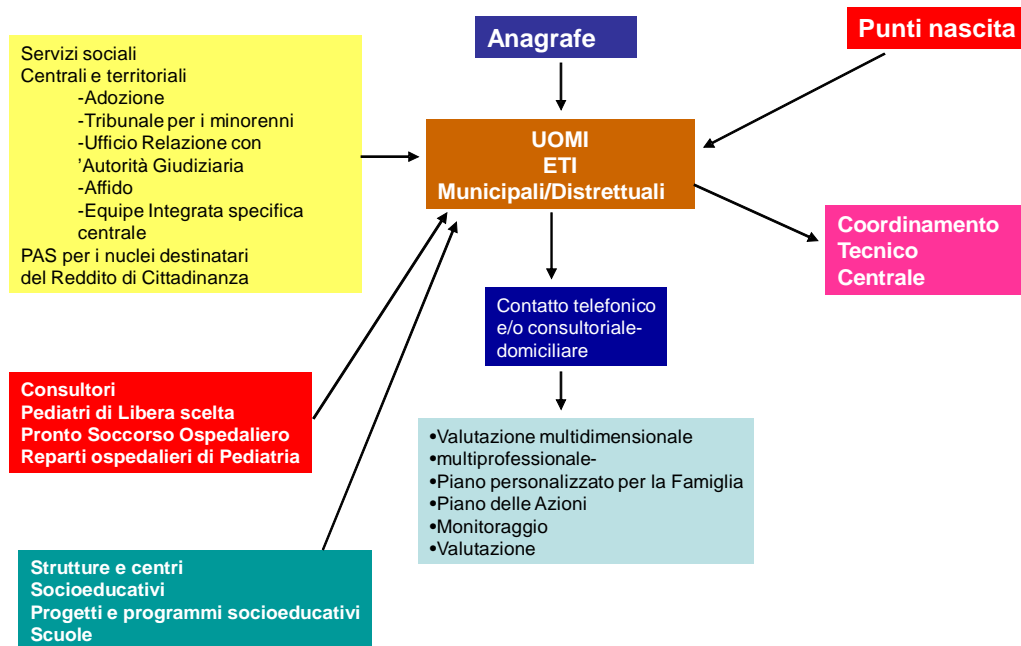 Anagrafe
Punti nascita
Servizi sociali
Centrali e territoriali
-Adozione
-Tribunale per i minorenni
-Ufficio Relazione con
'Autorità Giudiziaria
-Affido
-Equipe Integrata specifica
centrale
PAS per i nuclei destinatari
del Reddito di Cittadinanza
UOMI
ETI
Municipali/Distrettuali
Coordinamento
Tecnico
Centrale
Contatto telefonico
e/o consultoriale-
domiciliare
Consultori
Pediatri di Libera scelta
Pronto Soccorso Ospedaliero
Reparti ospedalieri di Pediatria
•Valutazione multidimensionale
•multiprofessionale-
•Piano personalizzato per la Famiglia
•Piano delle Azioni
•Monitoraggio
•Valutazione
Strutture e centri
Socioeducativi
Progetti e programmi socioeducativi
Scuole